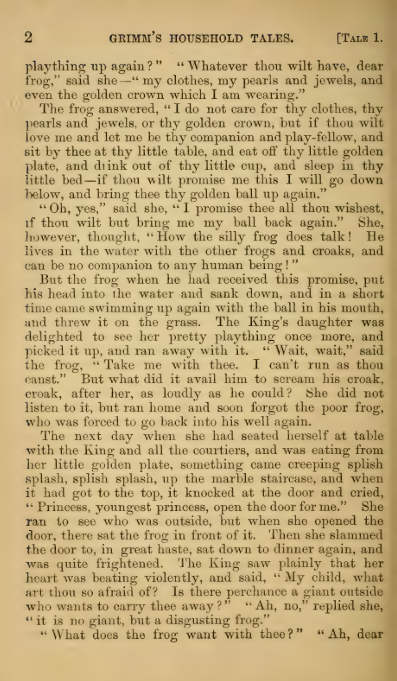 2 GRIMM'S HOUSEHOLD TALES. [TALE 1.
plaything up again?" "Whatever thou wilt have, dear
frog," said she—"my clothes, my pearls and jewels, and
even the golden crown which I am wearing."
The frog answered, "I do not care for thy clothes, thy
pearls and jewels, or thy golden crown, but if thou wilt
love me and let me be thy companion and play-fellow, and
sit by thee at thy little table, and eat off thy little golden
plate, and drink out of thy little cup, and sleep in thy
little bed—if thou wilt promise me this I will go down
below, and bring thee thy golden ball up again."
"Oh, yes," said she, "I promise thee all thou wishest,
if thou wilt but bring me my ball back again." She,
however, thought, "How the silly frog does talk! He
lives in the water with the other frogs and croaks, and
can be no companion to any human being!"
But the frog when he had received this promise, put
his head into the water and sank down, and in a short
time came swimming up again with the ball in his mouth,
and threw it on the grass. The King's daughter was
delighted to see her pretty plaything once more, and
picked it up, and ran away with it. "Wait, wait," said
the frog, "Take me with thee. I can't run as thou
canst." But what did it avail him to scream his croak,
croak, after her, as loudly as he could? She did not
listen to it, but ran home and soon forgot the poor frog,
who was forced to go back into his well again.
The next day when she had seated herself at table
with the King and all the courtiers, and was eating from
her little golden plate, something came creeping splish
splash, splish splash, up the marble staircase, and when
it had got to the top, it knocked at the door and cried,
"Princess, youngest princess, open the door for me." She
ran to see who was outside, but when she opened the
door, there sat the frog in front of it. Then she slammed
the door to, in great haste, sat down to dinner again, and
was quite frightened. The King saw plainly that her
heart was beating violently, and said, "My child, what
art thou so afraid of? Is there perchance a giant outside
who wants to carry thee away?" "Ah, no," replied she,
"it is no giant, but a disgusting frog."
"What does the frog want with thee?" "Ah, dear